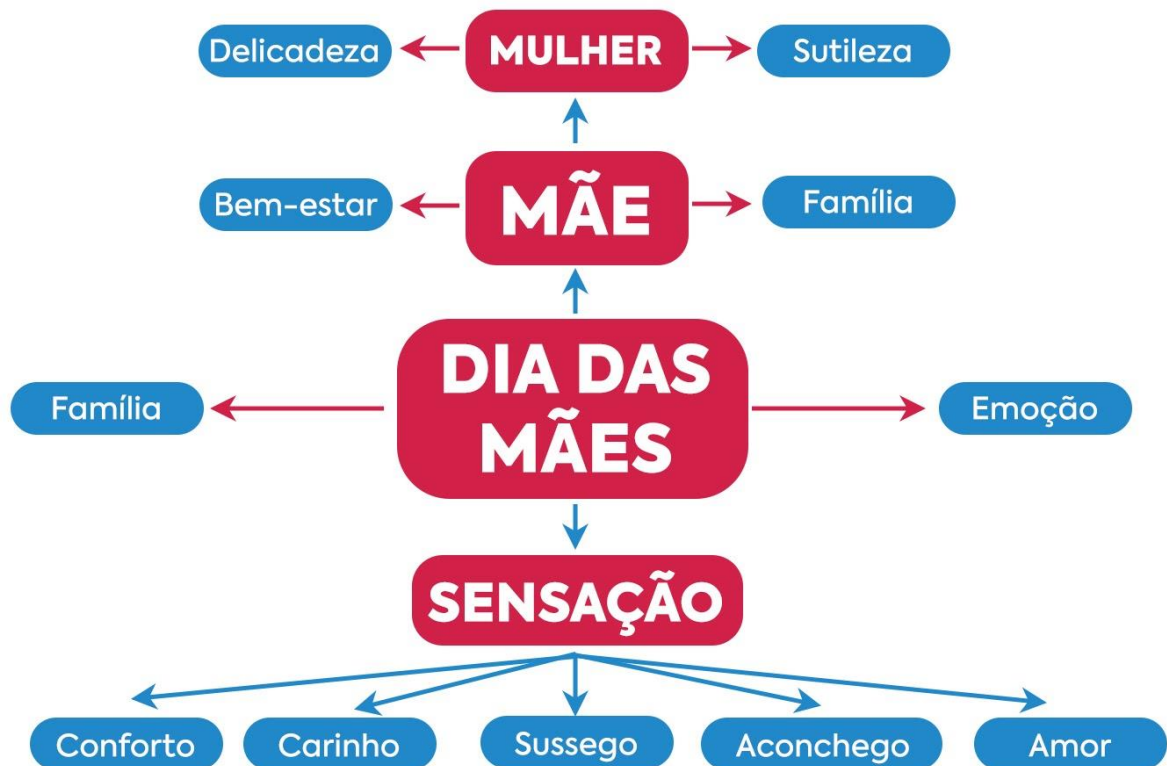 Delicadeza
MULHER
Sutileza
Bem-estar
MÃE
Família
Família
DIA DAS
MÃES
Emoção
SENSAÇÃO
Conforto
Carinho
Sussego
Aconchego
Amor